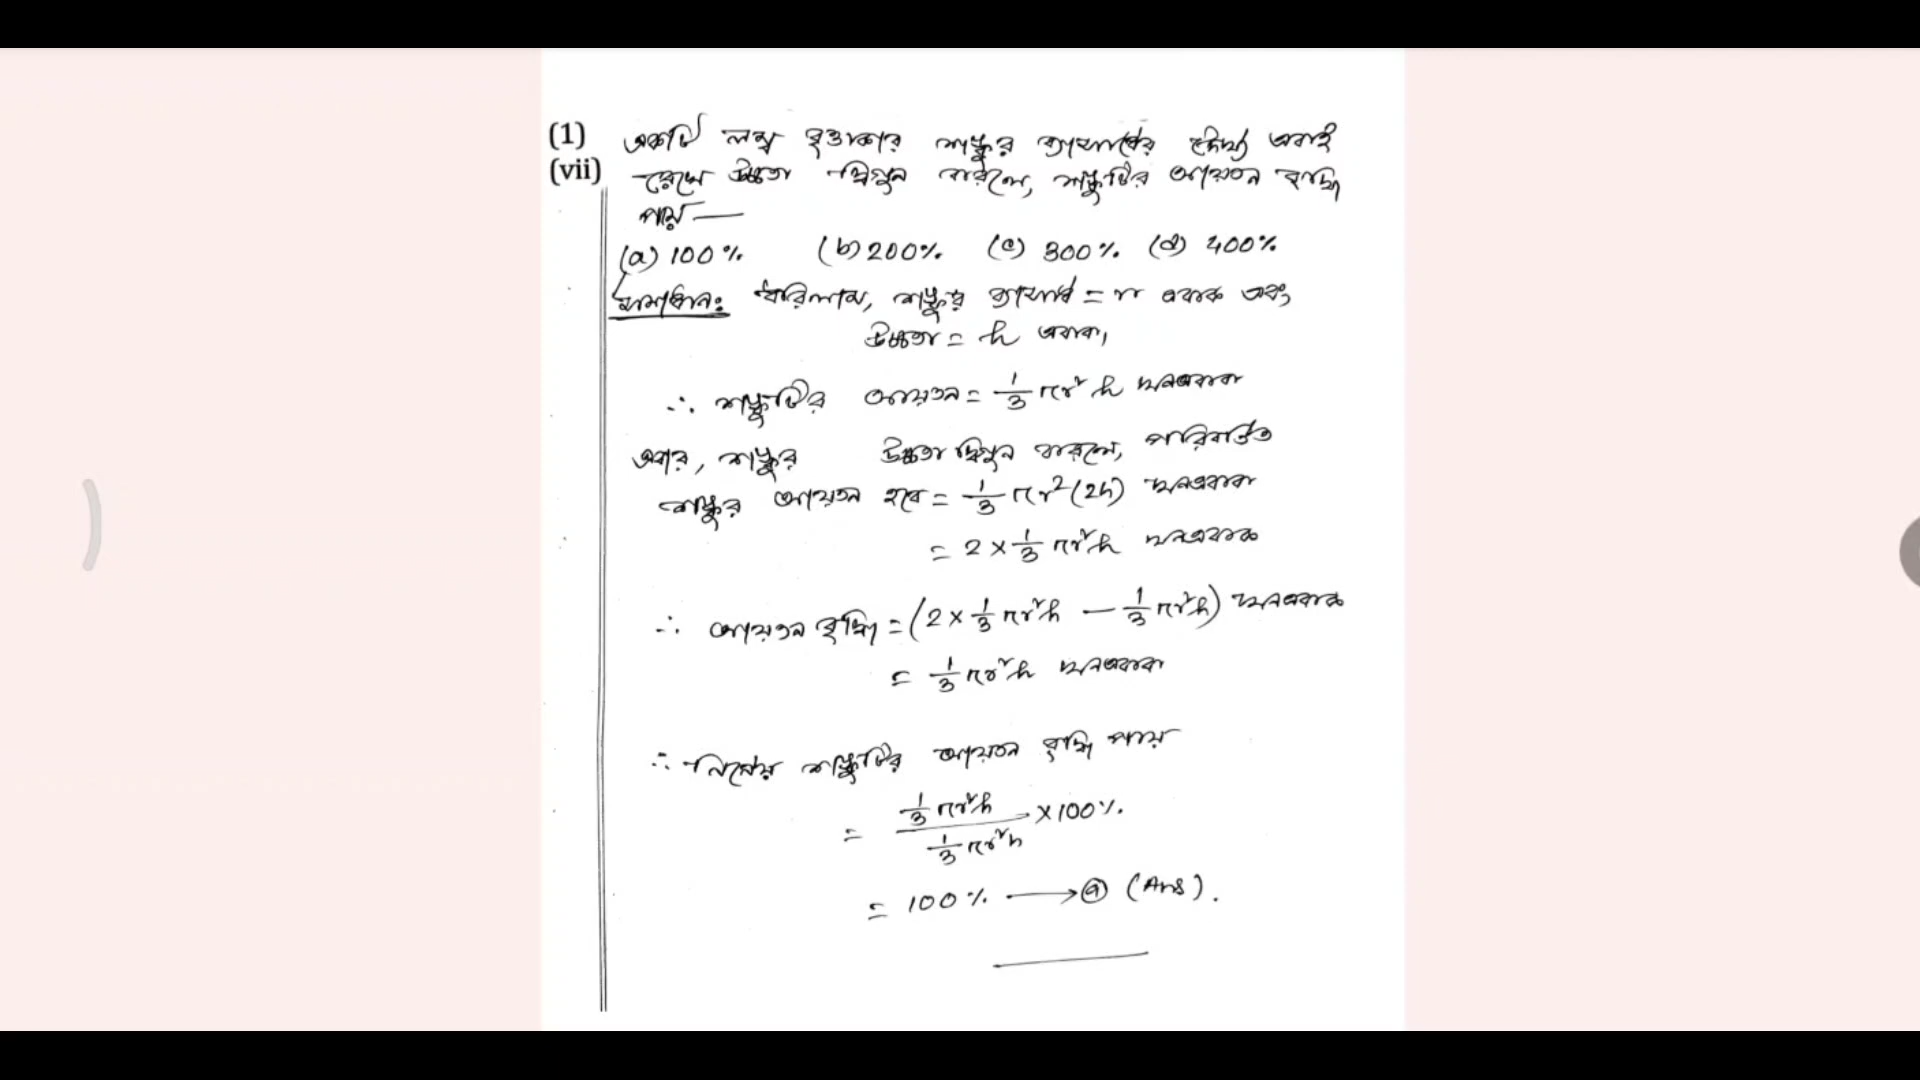 (1) একটি লম্ব বৃত্তাকার শঙ্কুর ব্যাসার্ধের দৈর্ঘ্য একই
(vii) রেখে উচ্চতা দ্বিগুন করলে, শঙ্কুটির আয়তন বৃদ্ধি
পায় —
(a) 100% (b) 200% (c) 300% (d) 400%
সমাধান: ধরিলাম, শঙ্কুর ব্যাসার্ধ = r একক এবং
উচ্চতা = h একক,
∴ শঙ্কুটির আয়তন = 1/3 πr²h ঘনএকক
এবার, শঙ্কুর উচ্চতা দ্বিগুন করলে, পরিবর্তিত
শঙ্কুর আয়তন হবে = 1/3 πr²(2h) ঘনএকক
= 2 × 1/3 πr²h ঘনএকক
∴ আয়তন বৃদ্ধি = (2 × 1/3 πr²h — 1/3 πr²h) ঘনএকক
= 1/3 πr²h ঘনএকক
∴ নির্ণেয় শঙ্কুটির আয়তন বৃদ্ধি পায়
= (1/3 πr²h)/(1/3 πr²h) × 100%
= 100% → ⓐ (Ans).